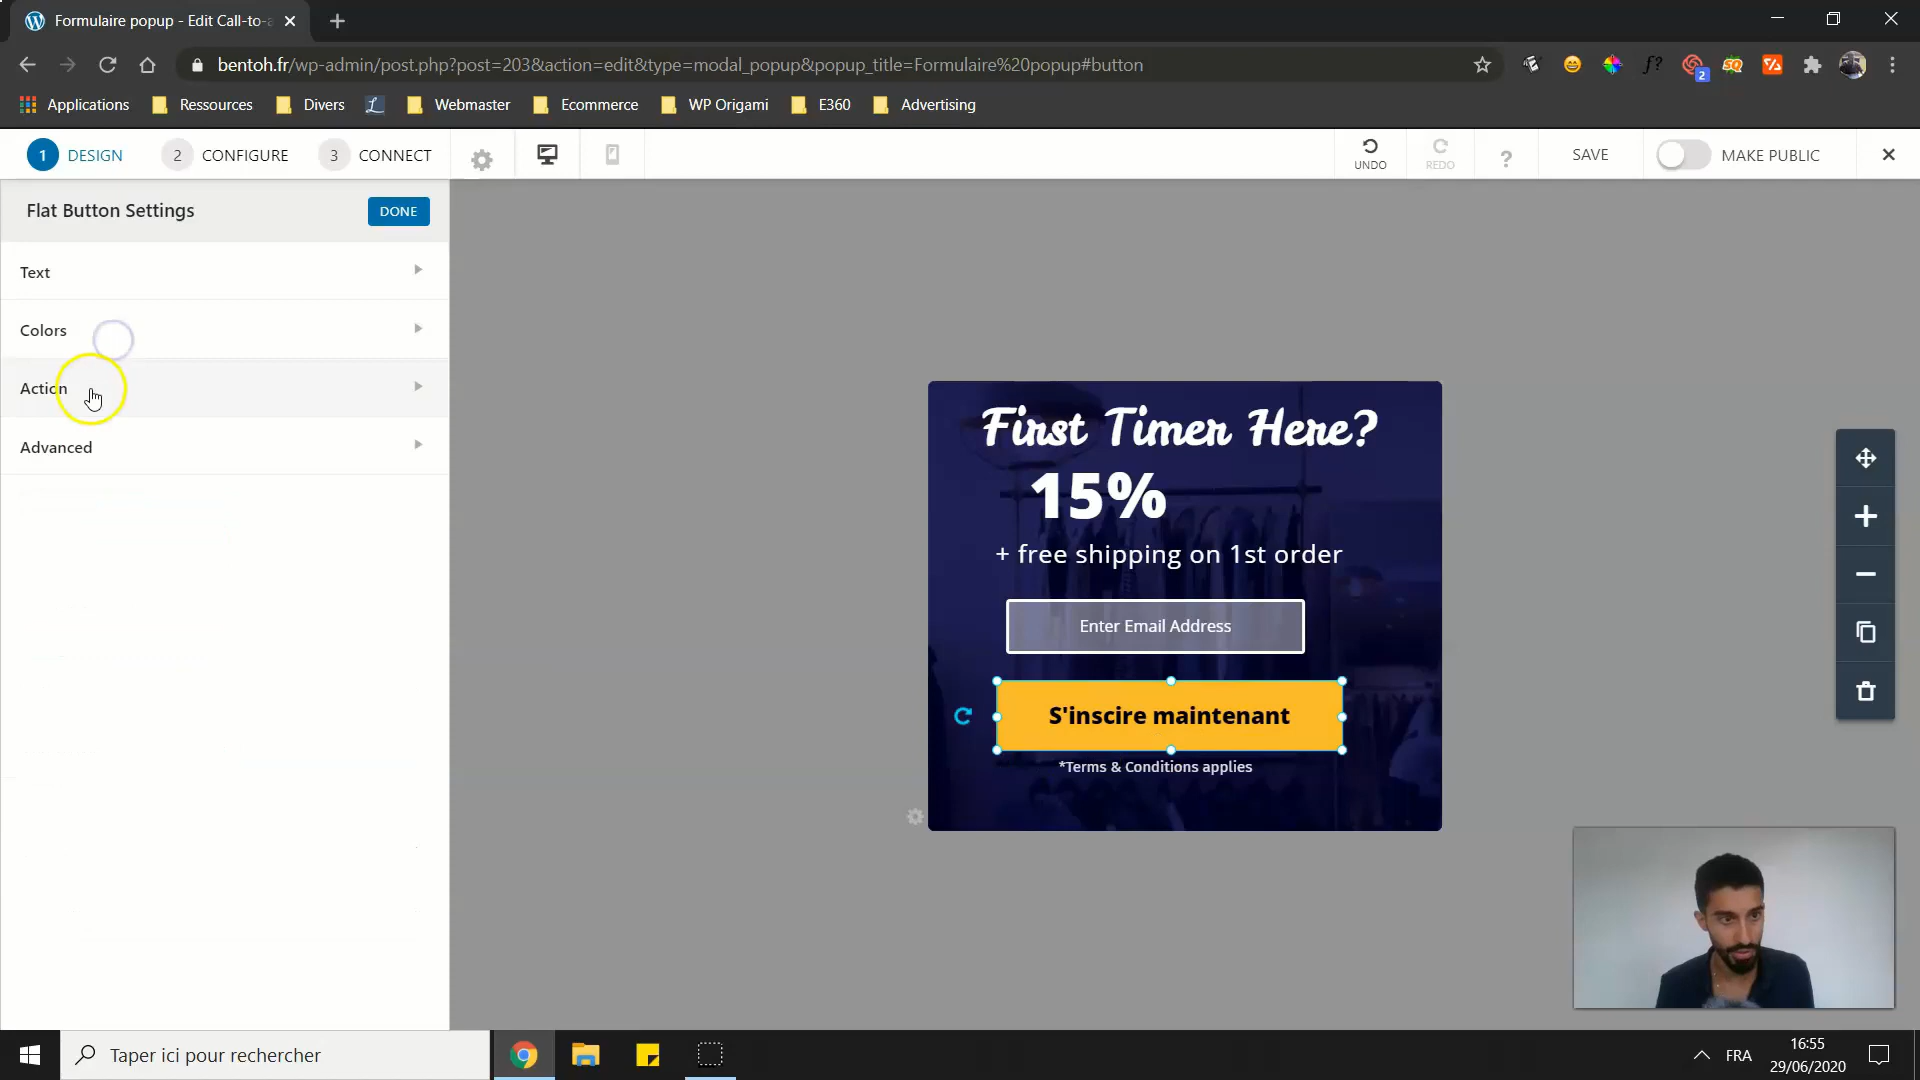 Formulaire popup - Edit Call-to-a
bentoh.fr/wp-admin/post.php?post=203&action=edit&type=modal_popup&popup_title=Formulaire%20popup#button
2
Applications
Ressources
Divers
Webmaster
Ecommerce
WP Origami
E360
Advertising
1 DESIGN
2 CONFIGURE
3 CONNECT
UNDO
REDO
?
SAVE
MAKE PUBLIC
Flat Button Settings
DONE
Text
Colors
Action
Advanced
First Timer Here?
15%
+ free shipping on 1st order
Enter Email Address
S'inscire maintenant
*Terms & Conditions applies
Taper ici pour rechercher
FRA
16:55
29/06/2020